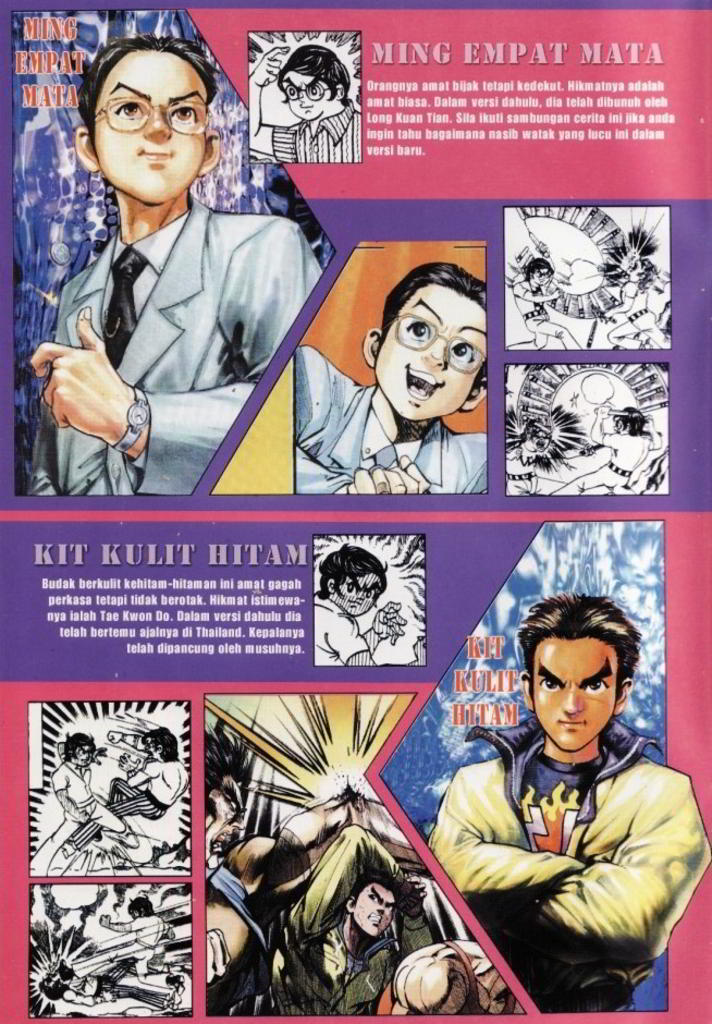 MING
EMPAT
MATA
MING EMPAT MATA
Orangnya amat bijak tetapi kedekut. Hikmatnya adalah
amat biasa. Dalam versi dahulu, dia telah dibunuh oleh
Long Kuan Tian. Sila ikuti sambungan cerita ini jika anda
ingin tahu bagaimana nasib watak yang lucu ini dalam
versi baru.
KIT KULIT HITAM
Budak berkulit kehitam-hitaman ini amat gagah
perkasa tetapi tidak berotak. Hikmat istimewa-
nya ialah Tae Kwon Do. Dalam versi dahulu dia
telah bertemu ajalnya di Thailand. Kepalanya
telah dipancung oleh musuhnya.
KIT
KULIT
HITAM